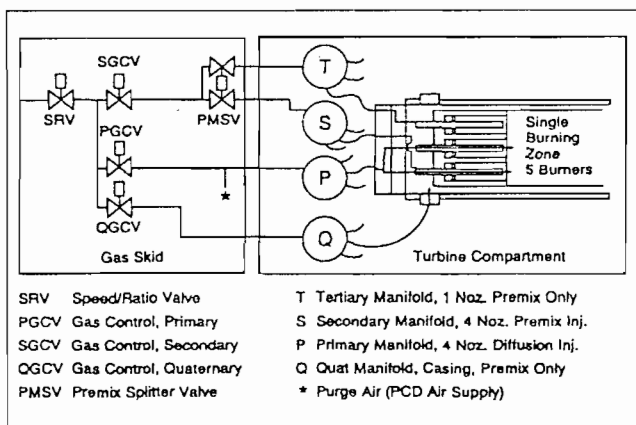 SGCV
SRV
PMSV
PGCV
*
QGCV
Gas Skid
T
S
P
Q
Single
Burning
Zone
5 Burners
Turbine Compartment
SRV Speed/Ratio Valve
PGCV Gas Control, Primary
SGCV Gas Control, Secondary
QGCV Gas Control, Quaternary
PMSV Premix Splitter Valve
T Tertiary Manifold, 1 Noz. Premix Only
S Secondary Manifold, 4 Noz. Premix Inj.
P Primary Manifold, 4 Noz. Diffusion Inj.
Q Quat Manifold, Casing, Premix Only
* Purge Air (PCD Air Supply)